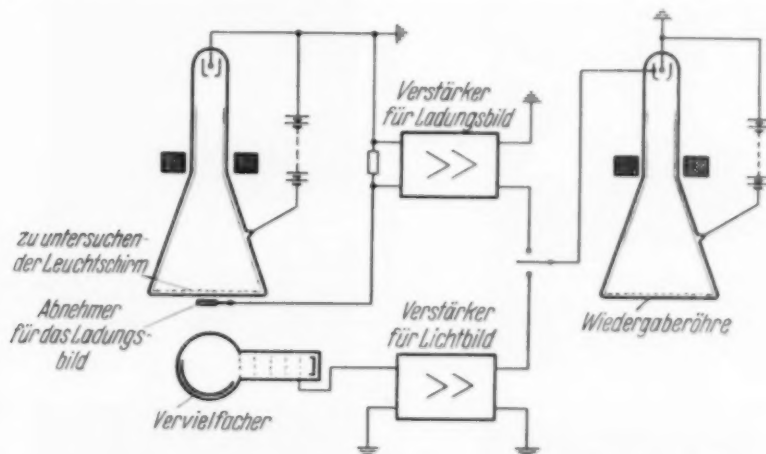 Verstärker
für Ladungsbild
zu untersuchen-
der Leuchtschirm
Abnehmer
für das Ladungs-
bild
Verstärker
für Lichtbild
Wiedergaberöhre
Vervielfacher